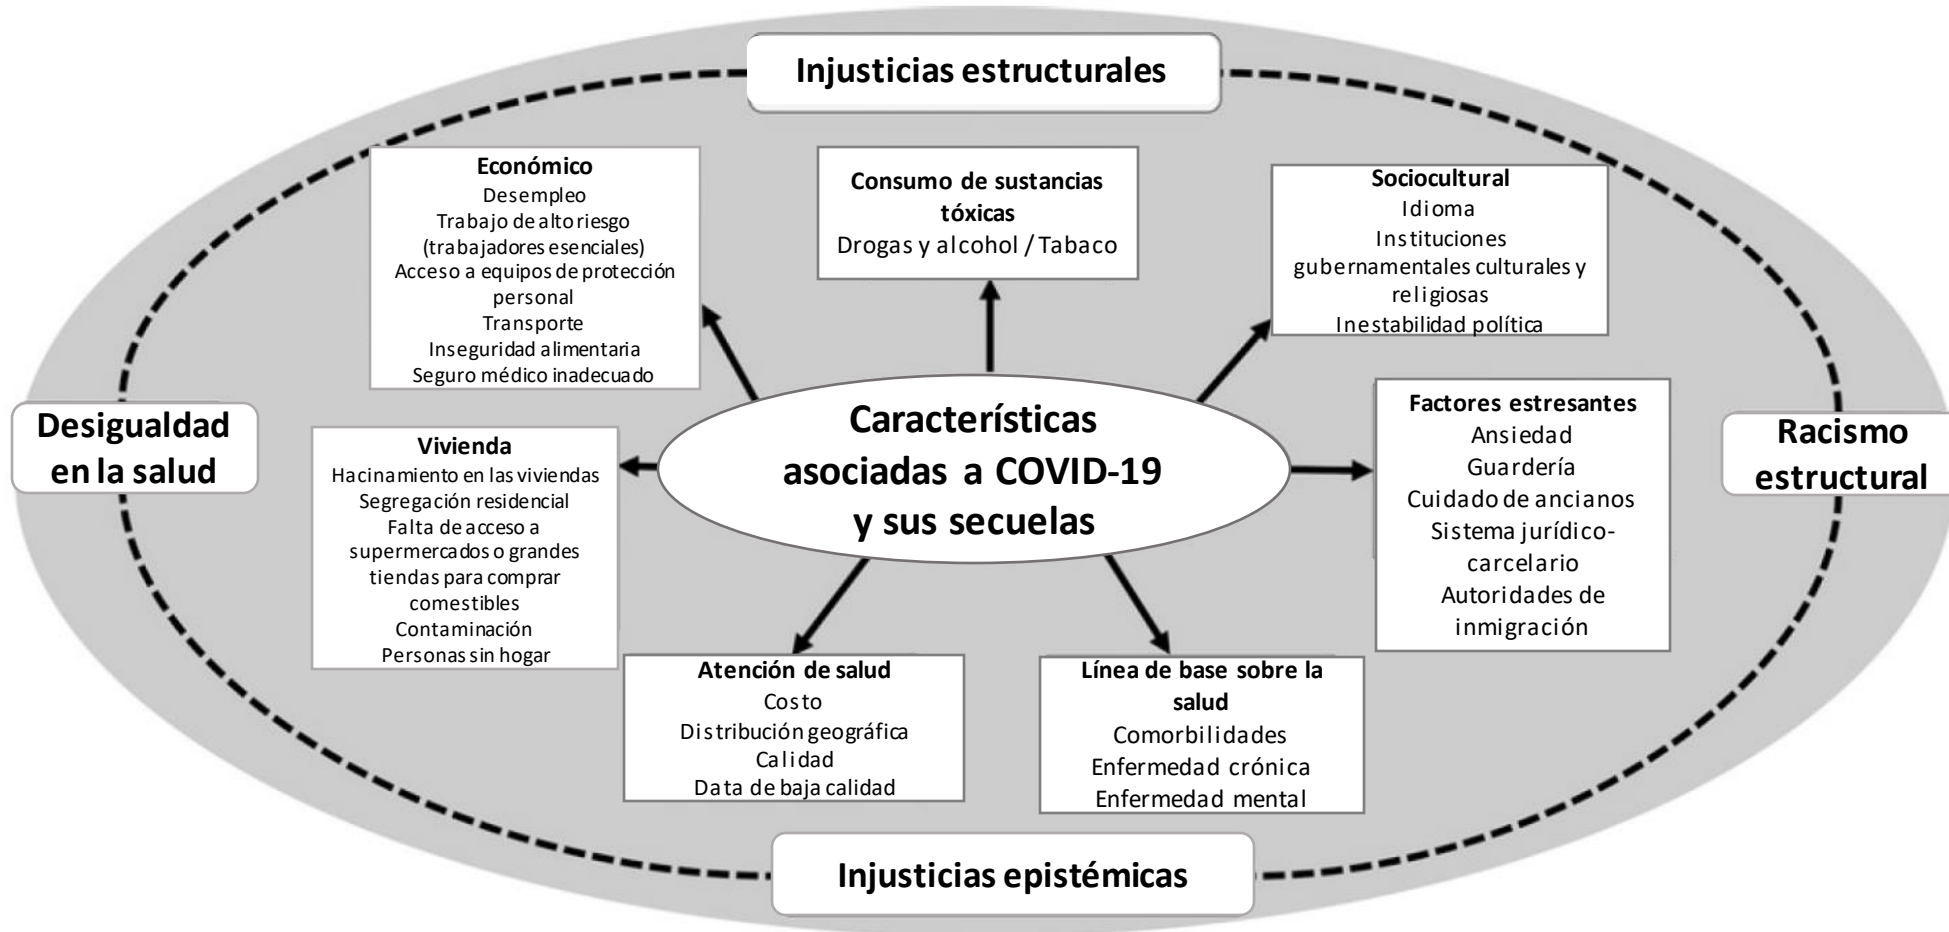 Injusticias estructurales
Económico
Desempleo
Trabajo de alto riesgo
(trabajadores esenciales)
Acceso a equipos de protección
personal
Transporte
Inseguridad alimentaria
Seguro médico inadecuado
Consumo de sustancias
tóxicas
Drogas y alcohol / Tabaco
Sociocultural
Idioma
Instituciones
gubernamentales culturales y
religiosas
Inestabilidad política
Desigualdad
en la salud
Vivienda
Hacinamiento en las viviendas
Segregación residencial
Falta de acceso a
supermercados o grandes
tiendas para comprar
comestibles
Contaminación
Personas sin hogar
Características
asociadas a COVID-19
y sus secuelas
Factores estresantes
Ansiedad
Guardería
Cuidado de ancianos
Sistema jurídico-
carcelario
Autoridades de
inmigración
Racismo
estructural
Atención de salud
Costo
Distribución geográfica
Calidad
Data de baja calidad
Línea de base sobre la
salud
Comorbilidades
Enfermedad crónica
Enfermedad mental
Injusticias epistémicas